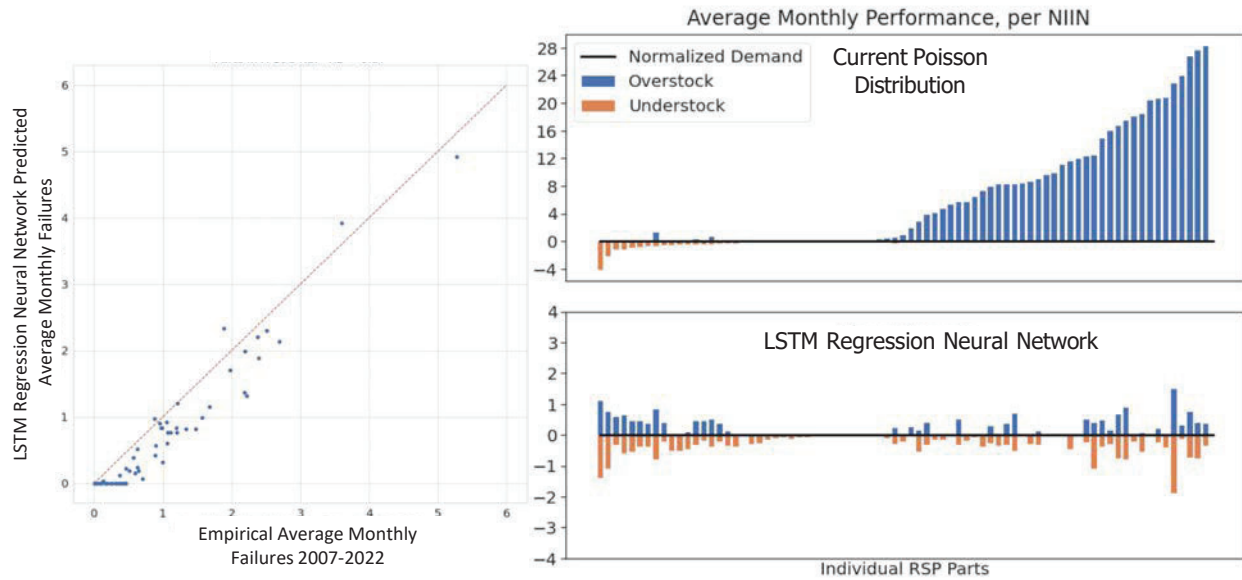 LSTM Regression Neural Network Predicted
Average Monthly Failures
6
5
4
3
2
1
0
0 1 2 3 4 5 6
Empirical Average Monthly
Failures 2007-2022
Average Monthly Performance, per NIIN
28
24
20
16
12
8
4
0
−4
Normalized Demand
Overstock
Understock
Current Poisson
Distribution
4
3
2
1
0
−1
−2
−3
−4
LSTM Regression Neural Network
Individual RSP Parts